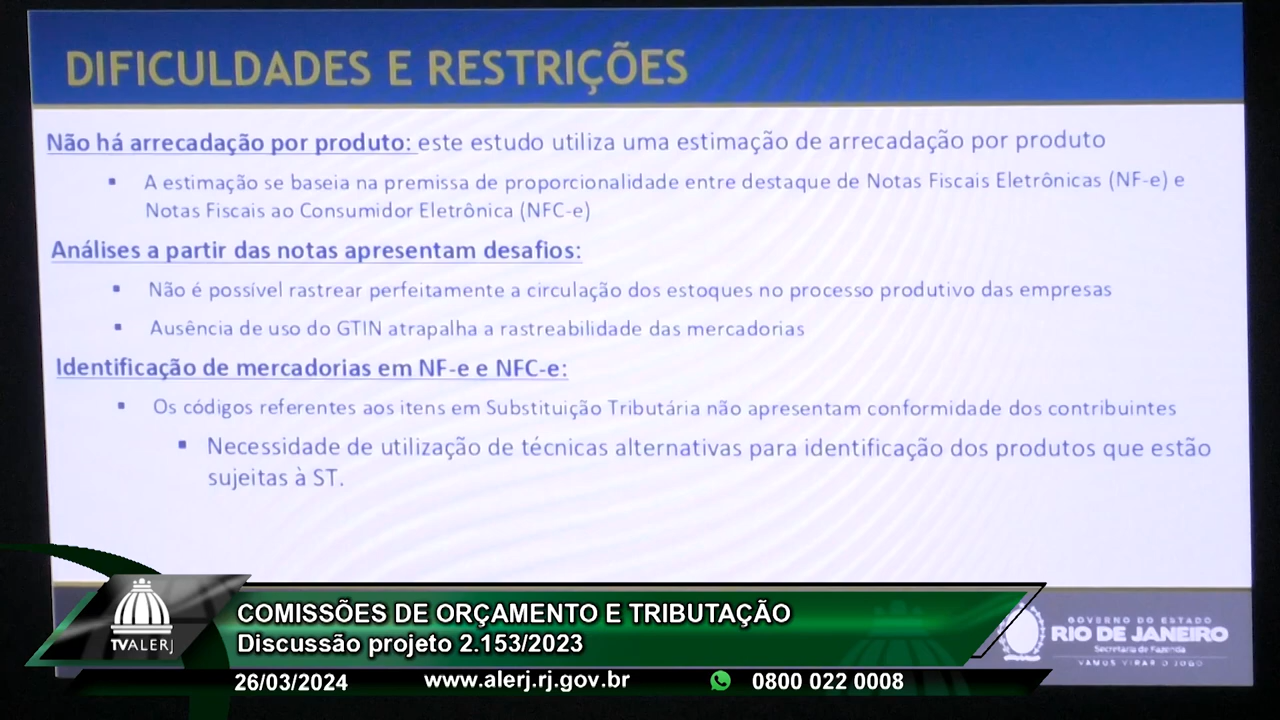 DIFICULDADES E RESTRIÇÕES
Não há arrecadação por produto: este estudo utiliza uma estimação de arrecadação por produto
▪ A estimação se baseia na premissa de proporcionalidade entre destaque de Notas Fiscais Eletrônicas (NF-e) e
Notas Fiscais ao Consumidor Eletrônica (NFC-e)
Análises a partir das notas apresentam desafios:
▪ Não é possível rastrear perfeitamente a circulação dos estoques no processo produtivo das empresas
▪ Ausência de uso do GTIN atrapalha a rastreabilidade das mercadorias
Identificação de mercadorias em NF-e e NFC-e:
▪ Os códigos referentes aos itens em Substituição Tributária não apresentam conformidade dos contribuintes
▪ Necessidade de utilização de técnicas alternativas para identificação dos produtos que estão
sujeitas à ST.
TVALERJ
COMISSÕES DE ORÇAMENTO E TRIBUTAÇÃO
Discussão projeto 2.153/2023
26/03/2024 www.alerj.rj.gov.br 0800 022 0008
GOVERNO DO ESTADO
RIO DE JANEIRO
Secretaria de Fazenda
VAMOS VIRAR O JOGO